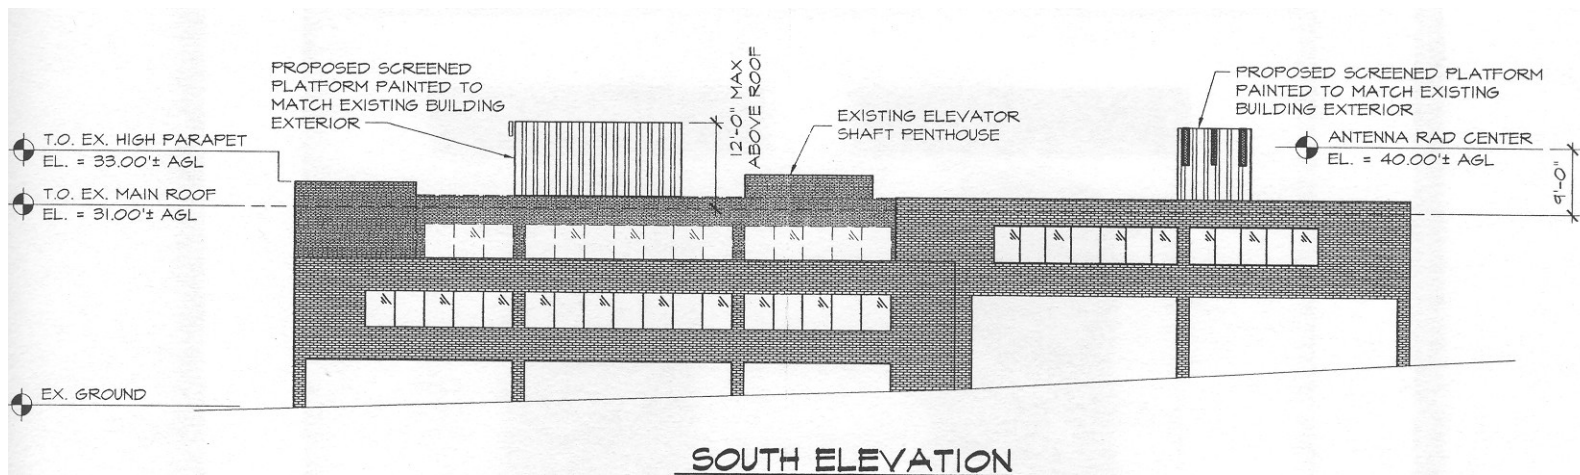 PROPOSED SCREENED
PLATFORM PAINTED TO
MATCH EXISTING BUILDING
EXTERIOR
12'-0" MAX
ABOVE ROOF
EXISTING ELEVATOR
SHAFT PENTHOUSE
PROPOSED SCREENED PLATFORM
PAINTED TO MATCH EXISTING
BUILDING EXTERIOR
T.O. EX. HIGH PARAPET
EL. = 33.00'± AGL
T.O. EX. MAIN ROOF
EL. = 31.00'± AGL
ANTENNA RAD CENTER
EL. = 40.00'± AGL
9'-0"
EX. GROUND
SOUTH ELEVATION